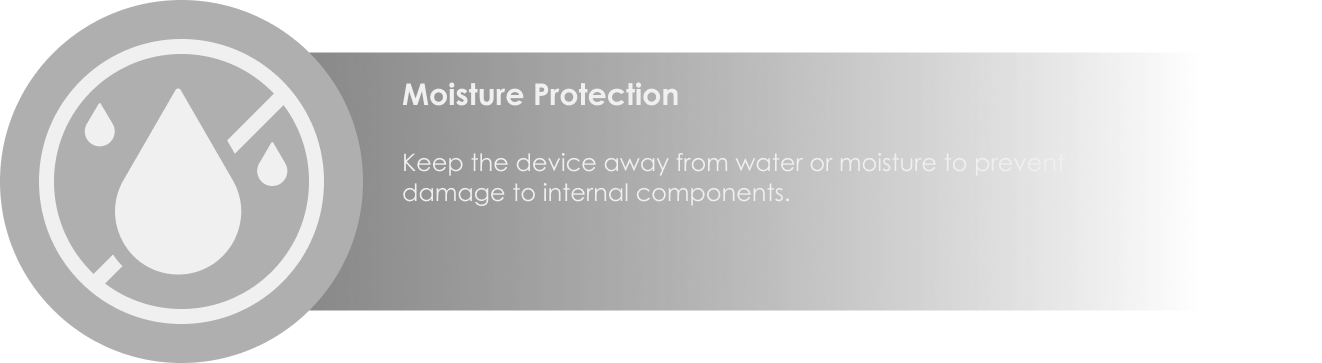 Moisture Protection
Keep the device away from water or moisture to prevent
damage to internal components.